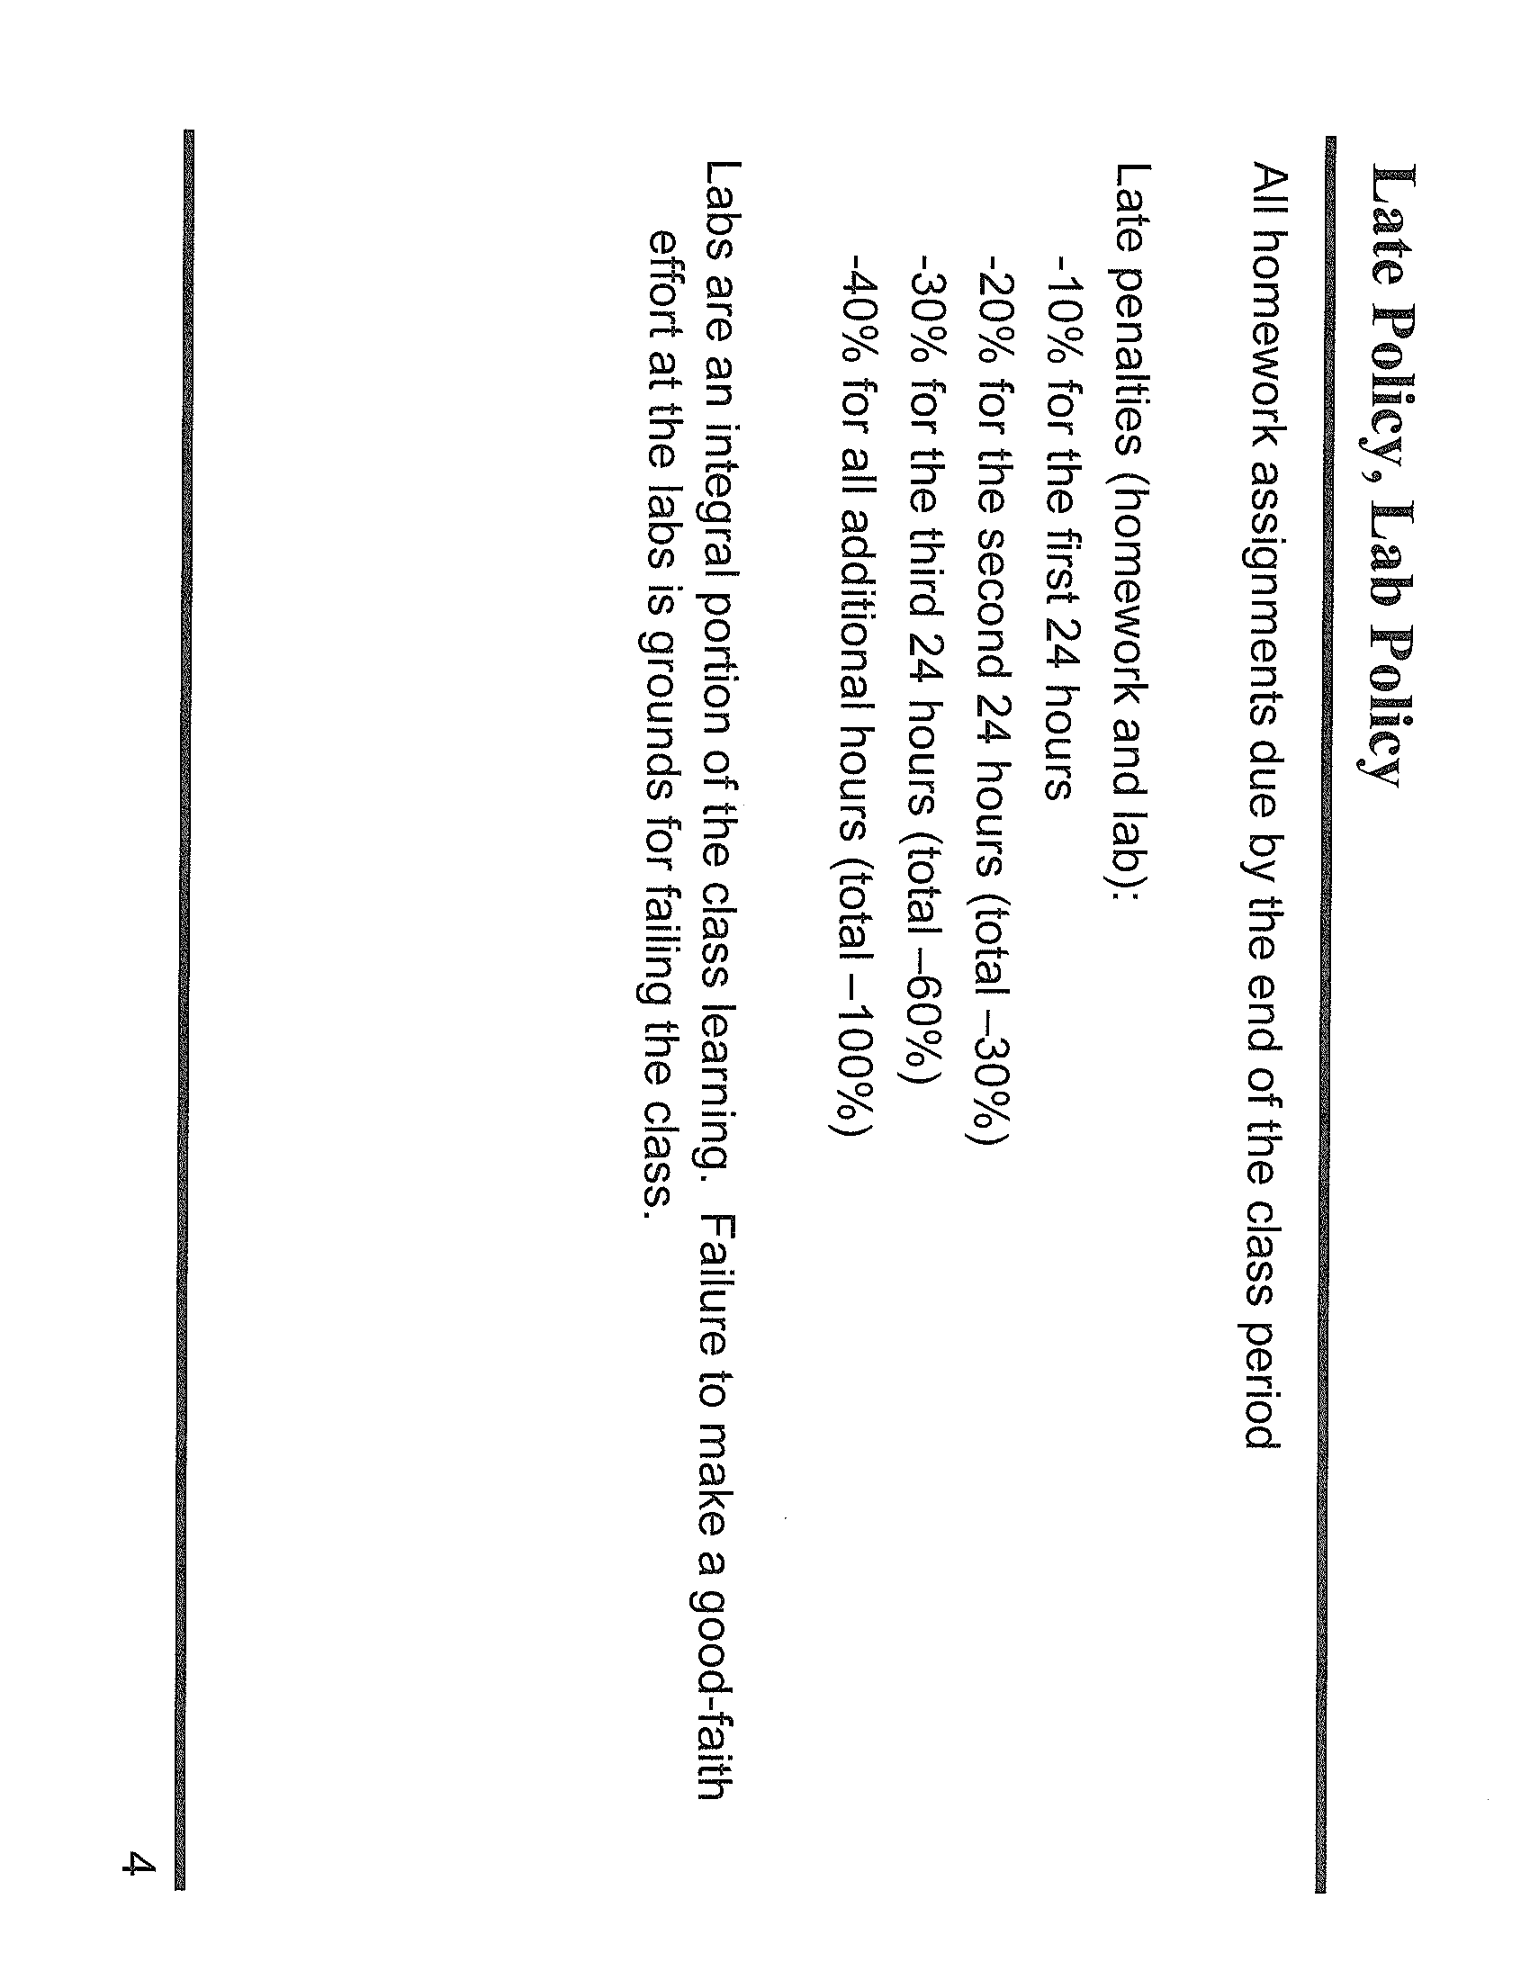 Late Policy, Lab Policy
All homework assignments due by the end of the class period
Late penalties (homework and lab):
-10% for the first 24 hours
-20% for the second 24 hours (total –30%)
-30% for the third 24 hours (total –60%)
-40% for all additional hours (total –100%)
Labs are an integral portion of the class learning.  Failure to make a good-faith
effort at the labs is grounds for failing the class.
4